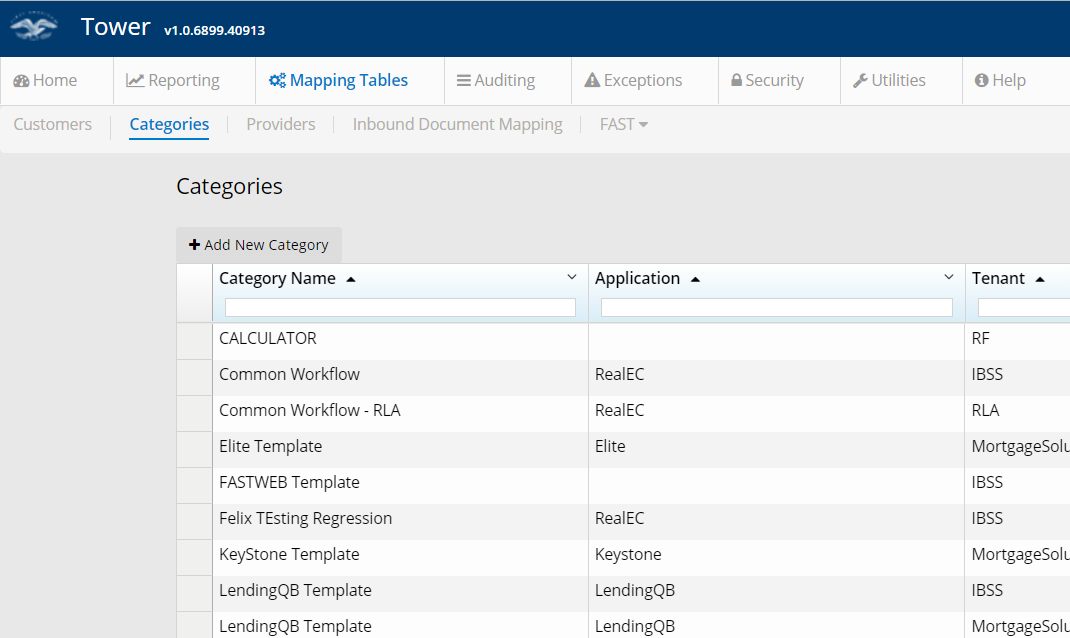 Tower v1.0.6899.40913
Home Reporting Mapping Tables Auditing Exceptions Security Utilities Help
Customers Categories Providers Inbound Document Mapping FAST
Categories
Add New Category
Category Name Application Tenant
CALCULATOR RF
Common Workflow RealEC IBSS
Common Workflow - RLA RealEC RLA
Elite Template Elite MortgageSolu
FASTWEB Template IBSS
Felix TEsting Regression RealEC IBSS
KeyStone Template Keystone MortgageSolu
LendingQB Template LendingQB IBSS
LendingQB Template LendingQB MortgageSolu